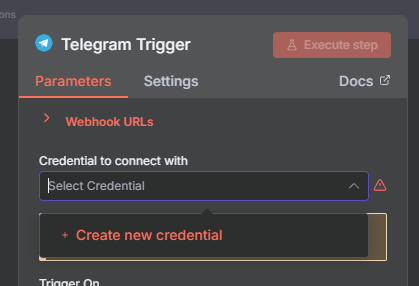 ons
Telegram Trigger
Execute step
Parameters
Settings
Docs
Webhook URLs
Credential to connect with
Select Credential
+ Create new credential
Trigger On